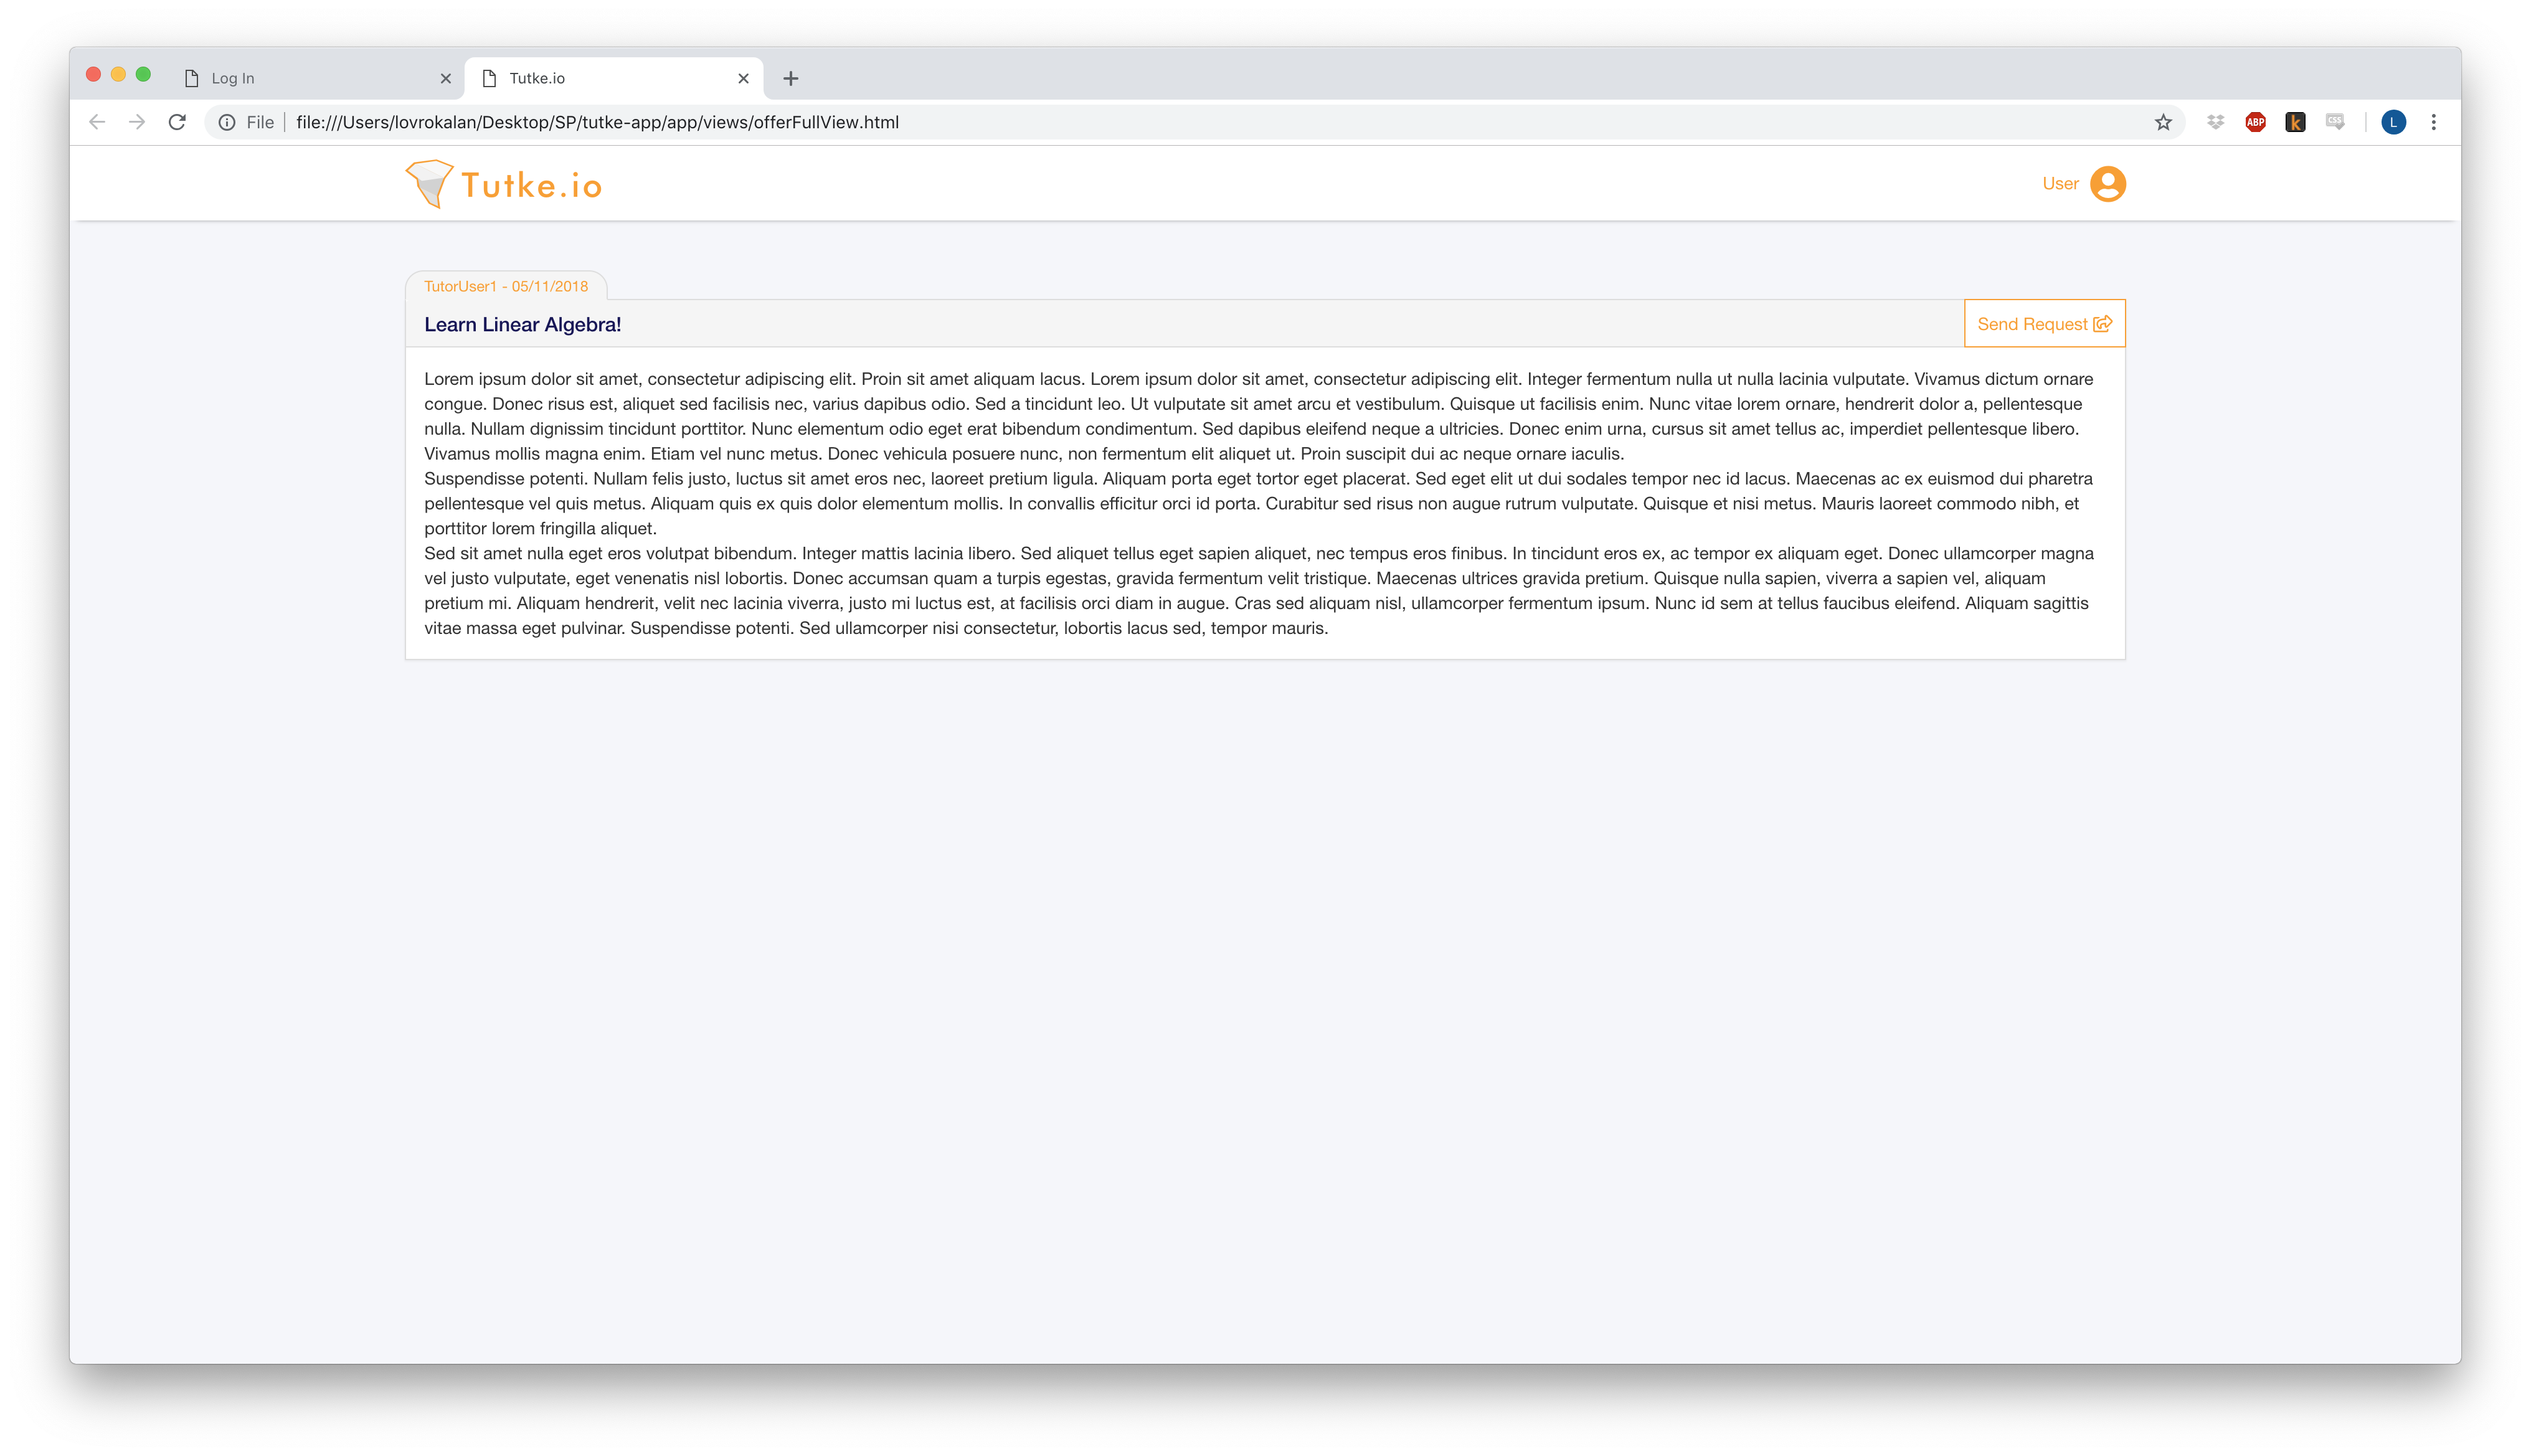 Log In
Tutke.io
File
file:///Users/lovrokalan/Desktop/SP/tutke-app/app/views/offerFullView.html
ABP
k
CSS
L
Tutke.io
User
TutorUser1 - 05/11/2018
Learn Linear Algebra!
Send Request
Lorem ipsum dolor sit amet, consectetur adipiscing elit. Proin sit amet aliquam lacus. Lorem ipsum dolor sit amet, consectetur adipiscing elit. Integer fermentum nulla ut nulla lacinia vulputate. Vivamus dictum ornare
congue. Donec risus est, aliquet sed facilisis nec, varius dapibus odio. Sed a tincidunt leo. Ut vulputate sit amet arcu et vestibulum. Quisque ut facilisis enim. Nunc vitae lorem ornare, hendrerit dolor a, pellentesque
nulla. Nullam dignissim tincidunt porttitor. Nunc elementum odio eget erat bibendum condimentum. Sed dapibus eleifend neque a ultricies. Donec enim urna, cursus sit amet tellus ac, imperdiet pellentesque libero.
Vivamus mollis magna enim. Etiam vel nunc metus. Donec vehicula posuere nunc, non fermentum elit aliquet ut. Proin suscipit dui ac neque ornare iaculis.
Suspendisse potenti. Nullam felis justo, luctus sit amet eros nec, laoreet pretium ligula. Aliquam porta eget tortor eget placerat. Sed eget elit ut dui sodales tempor nec id lacus. Maecenas ac ex euismod dui pharetra
pellentesque vel quis metus. Aliquam quis ex quis dolor elementum mollis. In convallis efficitur orci id porta. Curabitur sed risus non augue rutrum vulputate. Quisque et nisi metus. Mauris laoreet commodo nibh, et
porttitor lorem fringilla aliquet.
Sed sit amet nulla eget eros volutpat bibendum. Integer mattis lacinia libero. Sed aliquet tellus eget sapien aliquet, nec tempus eros finibus. In tincidunt eros ex, ac tempor ex aliquam eget. Donec ullamcorper magna
vel justo vulputate, eget venenatis nisl lobortis. Donec accumsan quam a turpis egestas, gravida fermentum velit tristique. Maecenas ultrices gravida pretium. Quisque nulla sapien, viverra a sapien vel, aliquam
pretium mi. Aliquam hendrerit, velit nec lacinia viverra, justo mi luctus est, at facilisis orci diam in augue. Cras sed aliquam nisl, ullamcorper fermentum ipsum. Nunc id sem at tellus faucibus eleifend. Aliquam sagittis
vitae massa eget pulvinar. Suspendisse potenti. Sed ullamcorper nisi consectetur, lobortis lacus sed, tempor mauris.